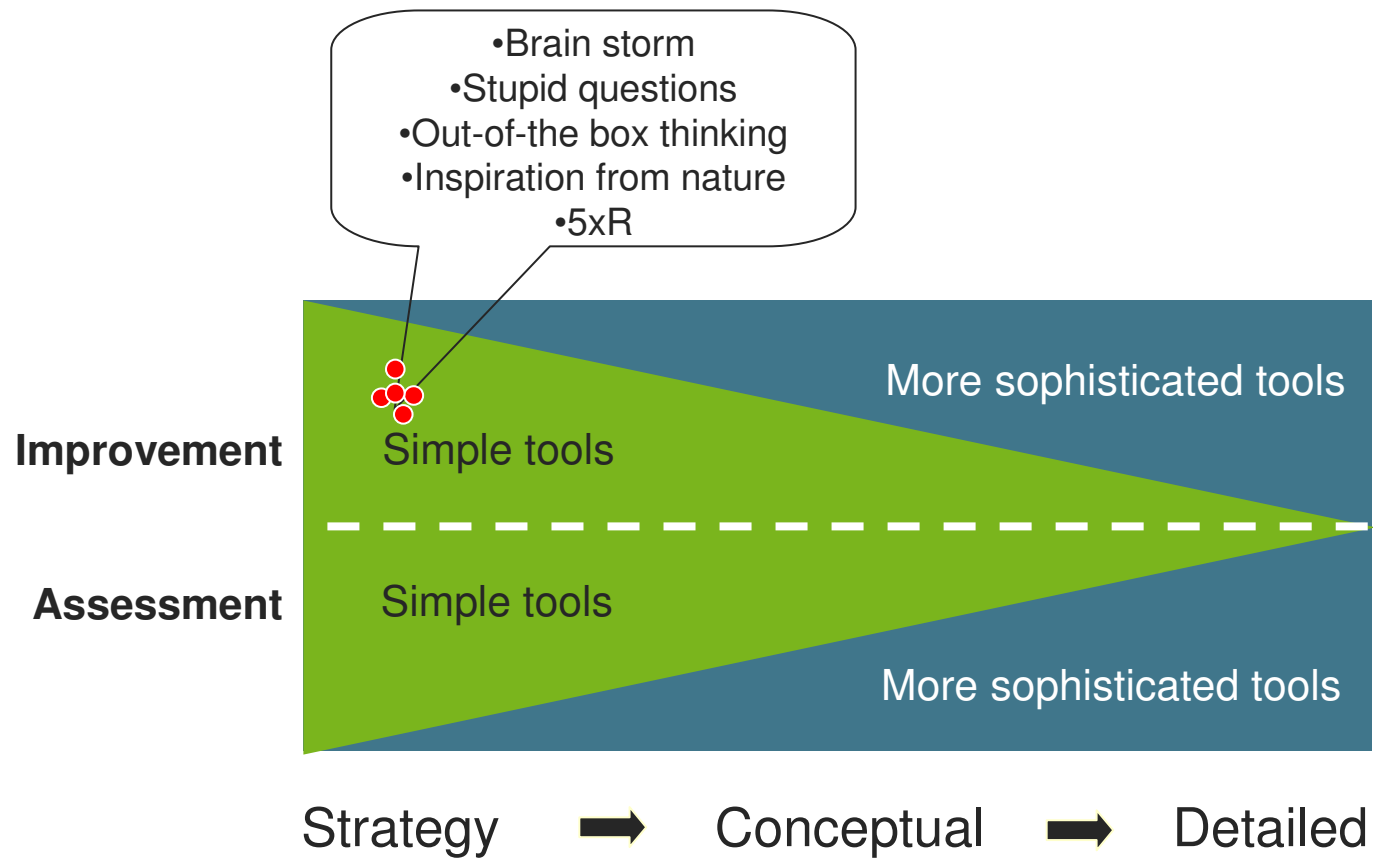 •Brain storm
•Stupid questions
•Out-of-the box thinking
•Inspiration from nature
•5xR
More sophisticated tools
Improvement
Simple tools
Assessment
Simple tools
More sophisticated tools
Strategy Conceptual Detailed